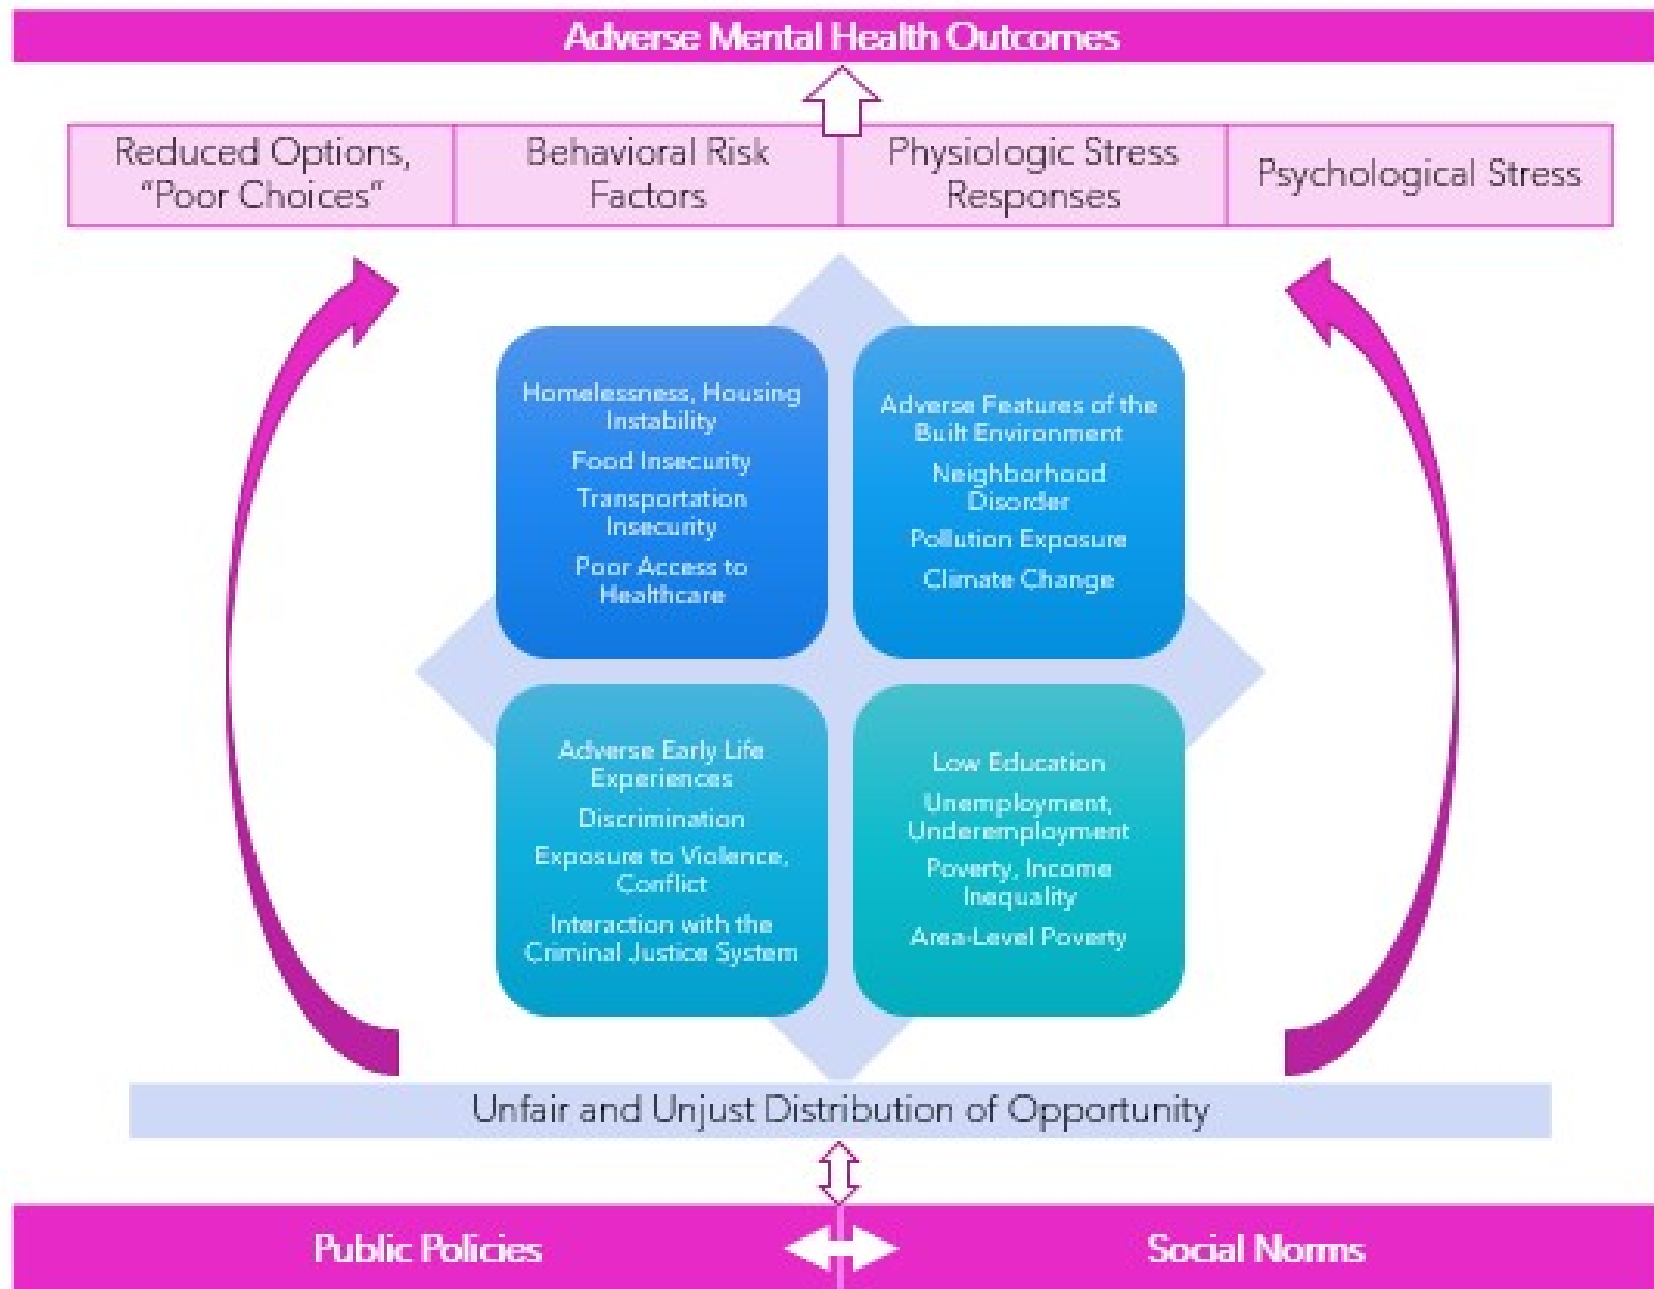 Adverse Mental Health Outcomes
Reduced Options,
"Poor Choices"
Behavioral Risk
Factors
Physiologic Stress
Responses
Psychological Stress
Homelessness, Housing
Instability
Food Insecurity
Transportation
Insecurity
Poor Access to
Healthcare
Adverse Features of the
Built Environment
Neighborhood
Disorder
Pollution Exposure
Climate Change
Adverse Early Life
Experiences
Discrimination
Exposure to Violence,
Conflict
Interaction with the
Criminal Justice System
Low Education
Unemployment,
Underemployment
Poverty, Income
Inequality
Area-Level Poverty
Unfair and Unjust Distribution of Opportunity
Public Policies
Social Norms